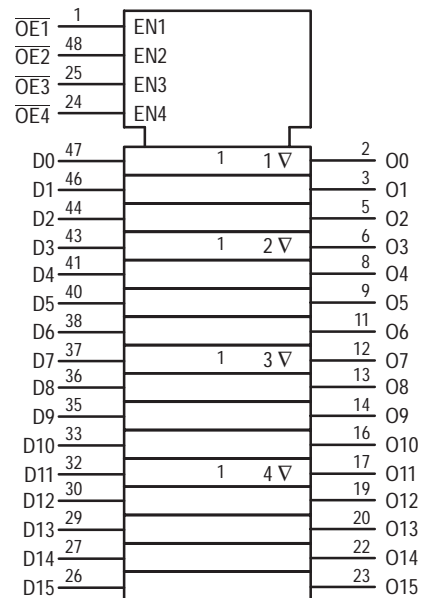 OE1 1 EN1
OE2 48 EN2
OE3 25 EN3
OE4 24 EN4
D0 47 1 1 ∇ 2 O0
D1 46 3 O1
D2 44 5 O2
D3 43 1 2 ∇ 6 O3
D4 41 8 O4
D5 40 9 O5
D6 38 11 O6
D7 37 1 3 ∇ 12 O7
D8 36 13 O8
D9 35 14 O9
D10 33 16 O10
D11 32 1 4 ∇ 17 O11
D12 30 19 O12
D13 29 20 O13
D14 27 22 O14
D15 26 23 O15